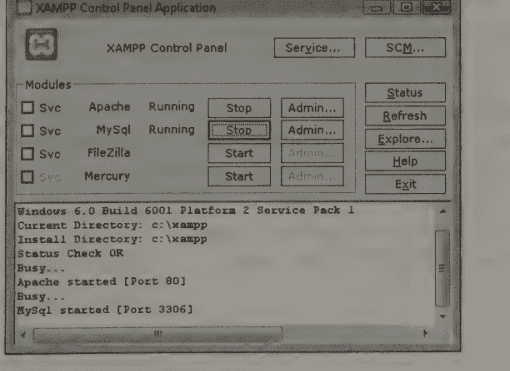 XAMPP Control Panel Application
XAMPP Control Panel
Service...
SCM...
Modules
Svc Apache Running Stop Admin...
Svc MySql Running Stop Admin...
Svc FileZilla Start Admin...
Svc Mercury Start Admin...
Status
Refresh
Explore...
Help
Exit
Windows 6.0 Build 6001 Platform 2 Service Pack 1
Current Directory: c:\xampp
Install Directory: c:\xampp
Status Check OK
Busy...
Apache started [Port 80]
Busy...
MySql started [Port 3306]